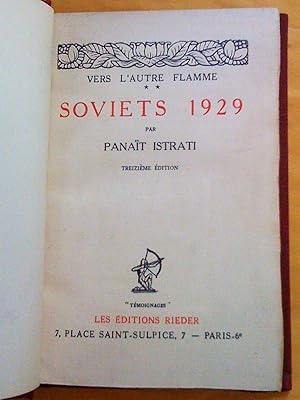 VERS L'AUTRE FLAMME
★ ★
SOVIETS 1929
PAR
PANAÏT ISTRATI
TREIZIÈME ÉDITION
"TÉMOIGNAGES"
LES ÉDITIONS RIEDER
7, PLACE SAINT-SULPICE, 7 — PARIS-6ᵉ